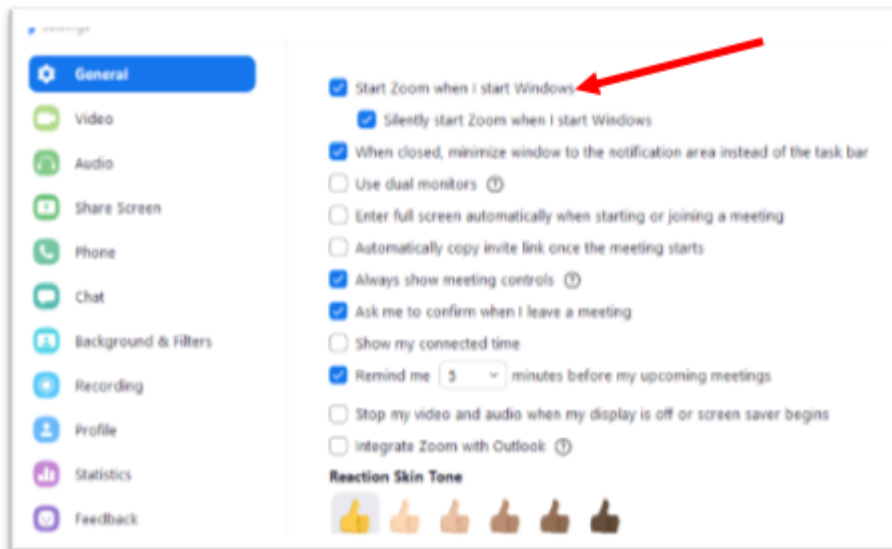 Settings
General
Video
Audio
Share Screen
Phone
Chat
Background & Filters
Recording
Profile
Statistics
Feedback
Start Zoom when I start Windows
Silently start Zoom when I start Windows
When closed, minimize window to the notification area instead of the task bar
Use dual monitors
Enter full screen automatically when starting or joining a meeting
Automatically copy invite link once the meeting starts
Always show meeting controls
Ask me to confirm when I leave a meeting
Show my connected time
Remind me 5 minutes before my upcoming meetings
Stop my video and audio when my display is off or screen saver begins
Integrate Zoom with Outlook
Reaction Skin Tone